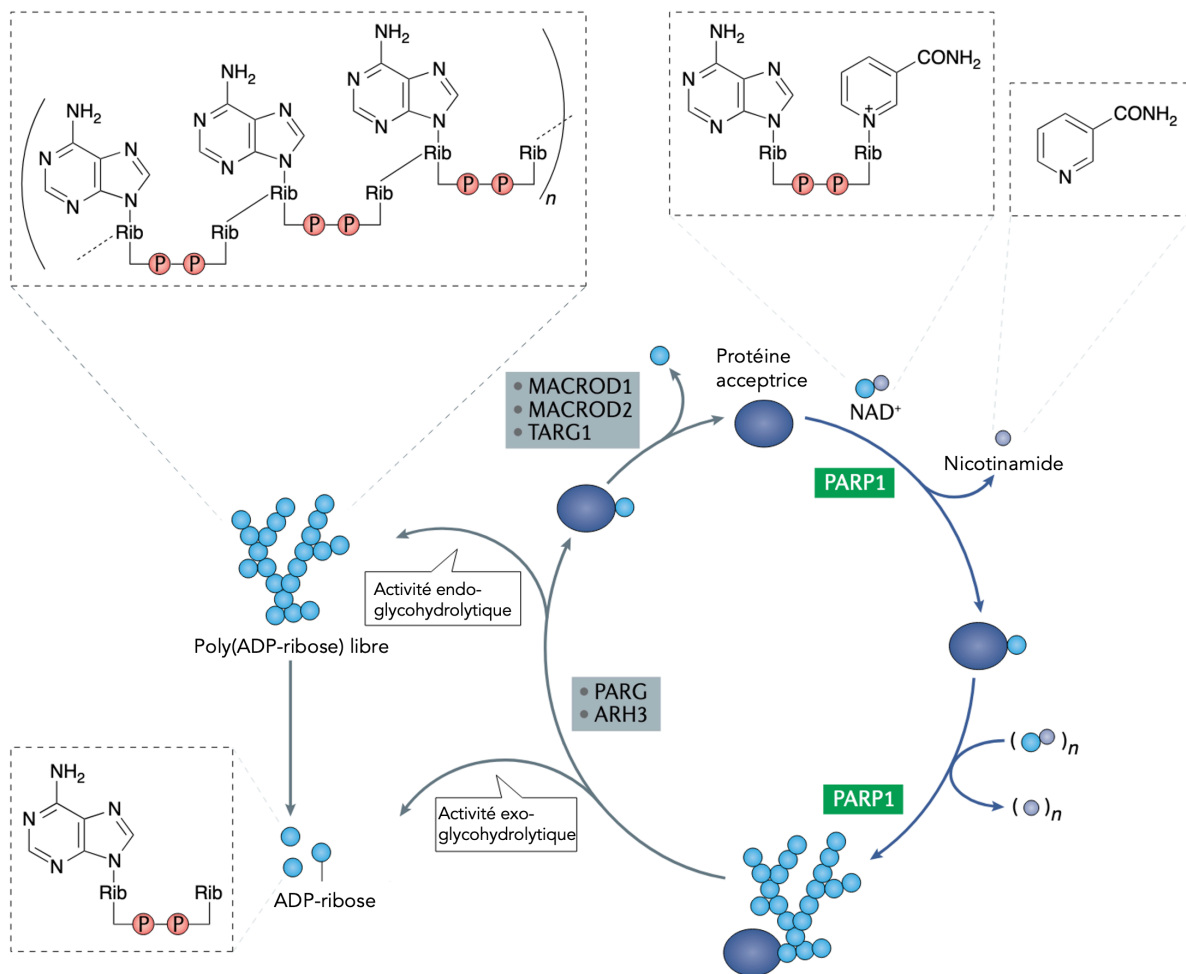 NH₂
N
N
N
N
Rib
P
P
Rib
NH₂
N
N
N
N
Rib
P
P
Rib
NH₂
N
N
N
N
Rib
P
P
Rib
n
NH₂
N
N
N
N
Rib
P
P
Rib
N⁺
CONH₂
CONH₂
N
Protéine
acceptrice
NAD⁺
Nicotinamide
PARP1
• MACROD1
• MACROD2
• TARG1
Activité endo-
glycohydrolytique
Poly(ADP-ribose) libre
• PARG
• ARH3
Activité exo-
glycohydrolytique
PARP1
( )n
( )n
NH₂
N
N
N
N
Rib
P
P
Rib
ADP-ribose